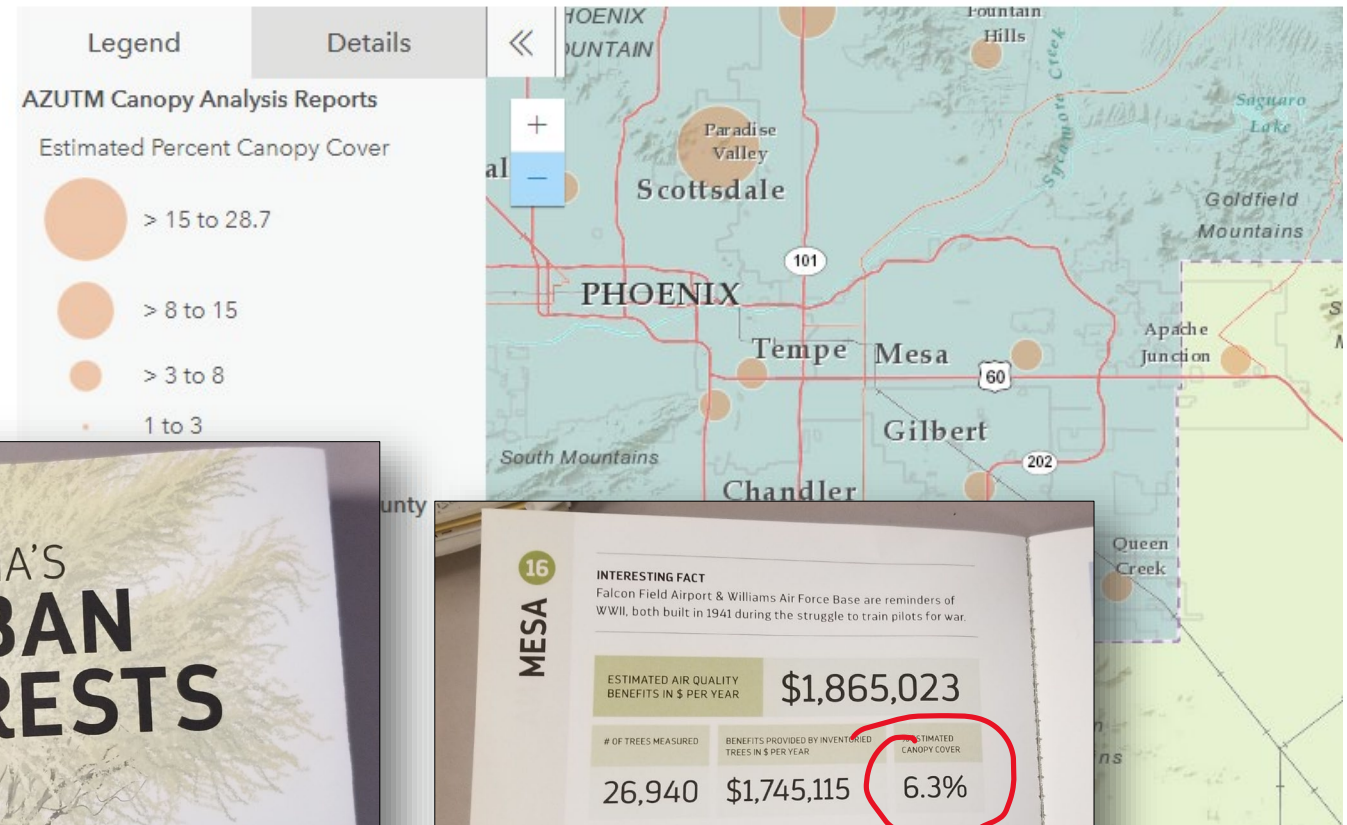 Legend
Details
AZUTM Canopy Analysis Reports
Estimated Percent Canopy Cover
> 15 to 28.7
> 8 to 15
> 3 to 8
1 to 3
unty
+
−
HOENIX
OUNTAIN
Fountain
Hills
Sycamore Creek
Saguaro
Lake
Paradise
Valley
al
Scottsdale
Goldfield
Mountains
101
PHOENIX
Tempe
Mesa
Apache
Junction
60
Gilbert
South Mountains
202
Chandler
Queen
Creek
ns
A'S
BAN
RESTS
MESA 16
INTERESTING FACT
Falcon Field Airport & Williams Air Force Base are reminders of
WWII, both built in 1941 during the struggle to train pilots for war.
ESTIMATED AIR QUALITY
BENEFITS IN $ PER YEAR
$1,865,023
# OF TREES MEASURED
26,940
BENEFITS PROVIDED BY INVENTORIED
TREES IN $ PER YEAR
$1,745,115
ESTIMATED
CANOPY COVER
6.3%